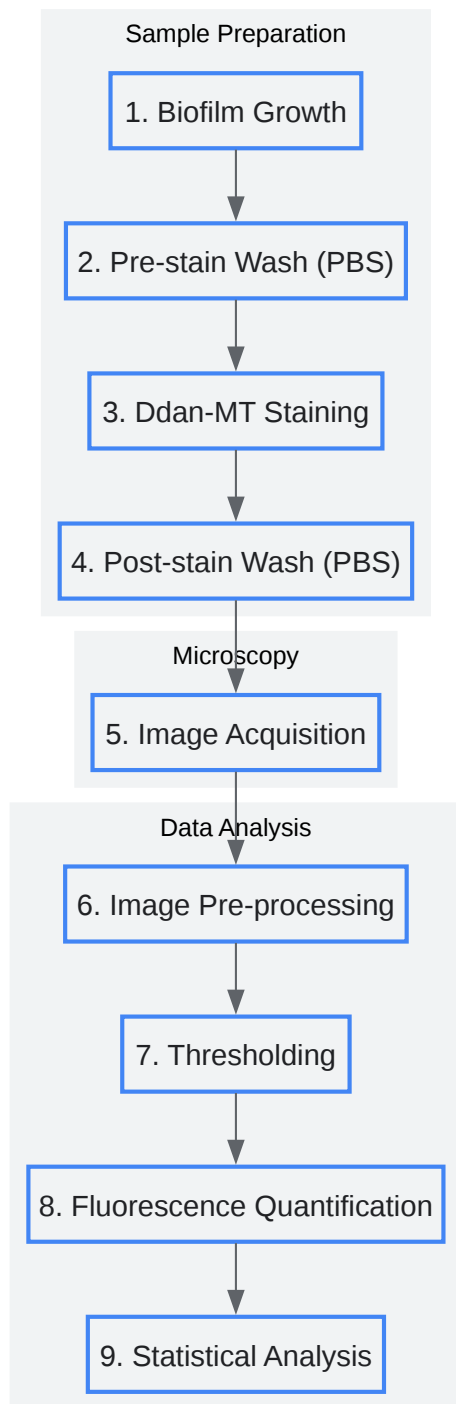 Sample Preparation
1. Biofilm Growth
2. Pre-stain Wash (PBS)
3. Ddan-MT Staining
4. Post-stain Wash (PBS)
Microscopy
5. Image Acquisition
Data Analysis
6. Image Pre-processing
7. Thresholding
8. Fluorescence Quantification
9. Statistical Analysis